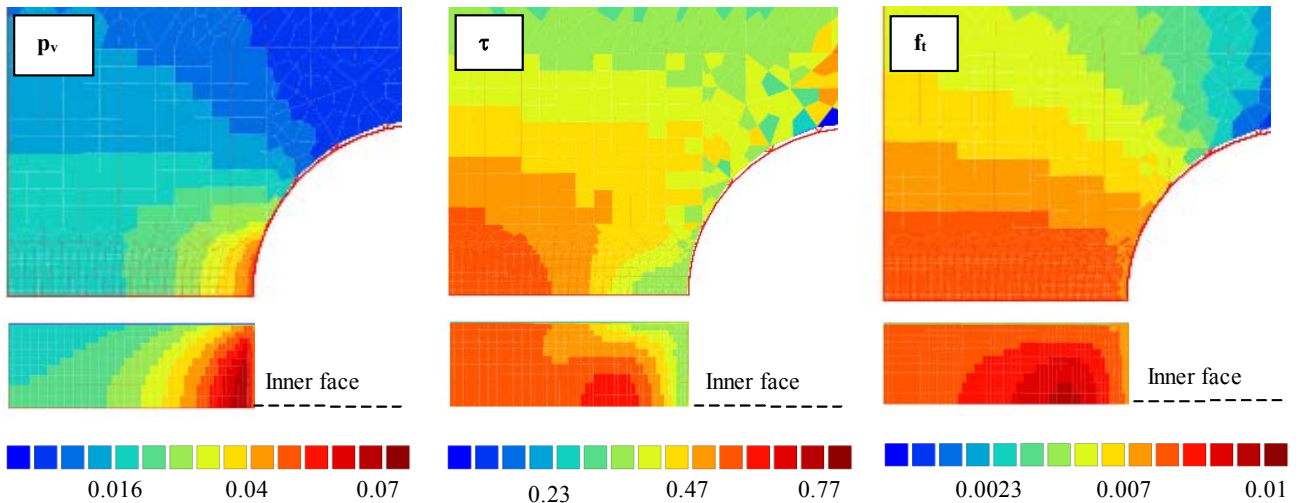 pv
τ
ft
Inner face
Inner face
Inner face
0.016 0.04 0.07
0.23 0.47 0.77
0.0023 0.007 0.01